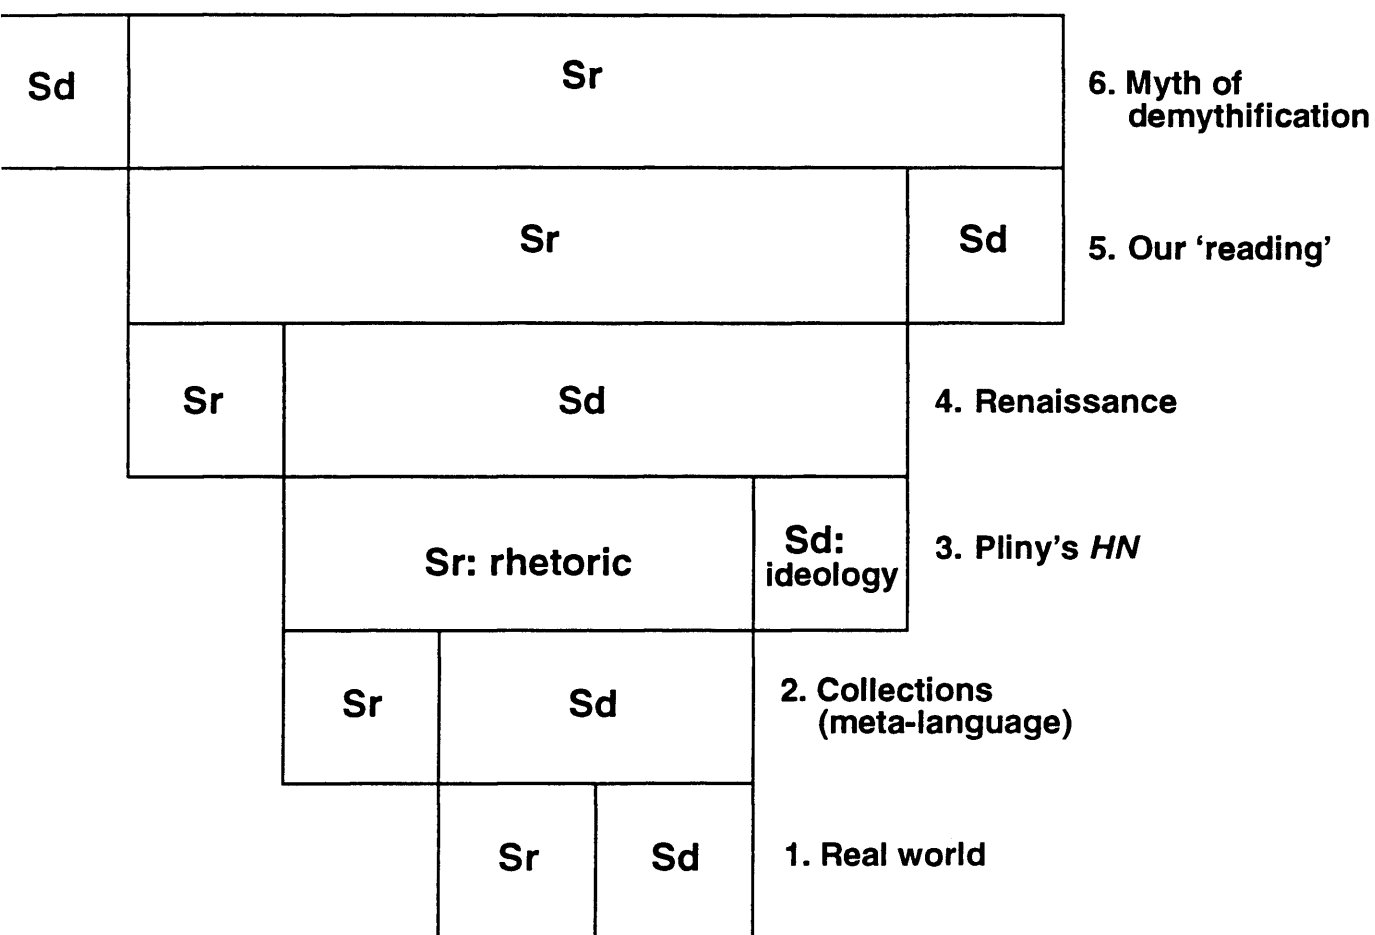 Sd Sr 6. Myth of
demythification
Sr Sd 5. Our ‘reading’
Sr Sd 4. Renaissance
Sr: rhetoric Sd: 3. Pliny’s HN
ideology
Sr Sd 2. Collections
(meta-language)
Sr Sd 1. Real world